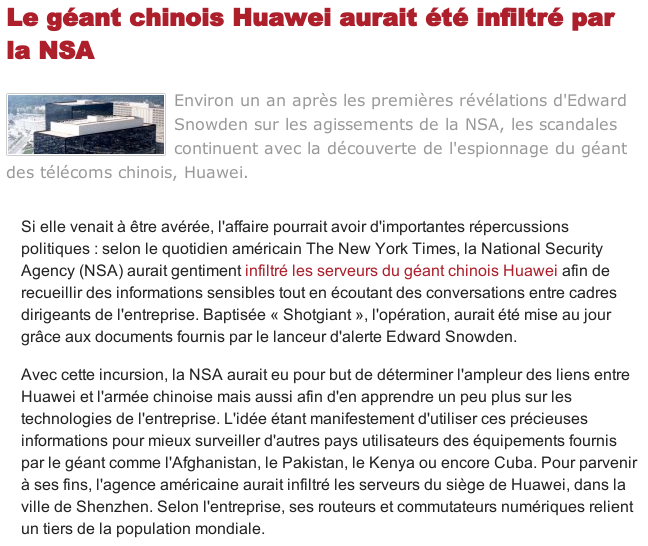 Le géant chinois Huawei aurait été infiltré par
la NSA
Environ un an après les premières révélations d'Edward
Snowden sur les agissements de la NSA, les scandales
continuent avec la découverte de l'espionnage du géant
des télécoms chinois, Huawei.
Si elle venait à être avérée, l'affaire pourrait avoir d'importantes répercussions
politiques : selon le quotidien américain The New York Times, la National Security
Agency (NSA) aurait gentiment infiltré les serveurs du géant chinois Huawei afin de
recueillir des informations sensibles tout en écoutant des conversations entre cadres
dirigeants de l'entreprise. Baptisée « Shotgiant », l'opération, aurait été mise au jour
grâce aux documents fournis par le lanceur d'alerte Edward Snowden.
Avec cette incursion, la NSA aurait eu pour but de déterminer l'ampleur des liens entre
Huawei et l'armée chinoise mais aussi afin d'en apprendre un peu plus sur les
technologies de l'entreprise. L'idée étant manifestement d'utiliser ces précieuses
informations pour mieux surveiller d'autres pays utilisateurs des équipements fournis
par le géant comme l'Afghanistan, le Pakistan, le Kenya ou encore Cuba. Pour parvenir
à ses fins, l'agence américaine aurait infiltré les serveurs du siège de Huawei, dans la
ville de Shenzhen. Selon l'entreprise, ses routeurs et commutateurs numériques relient
un tiers de la population mondiale.